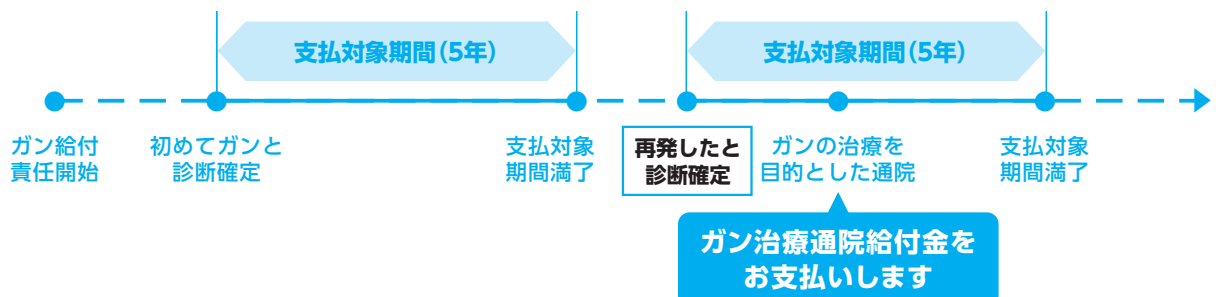 支払対象期間(5年)
支払対象期間(5年)
ガン給付
責任開始
初めてガンと
診断確定
支払対象
期間満了
再発したと
診断確定
ガンの治療を
目的とした通院
支払対象
期間満了
ガン治療通院給付金を
お支払いします